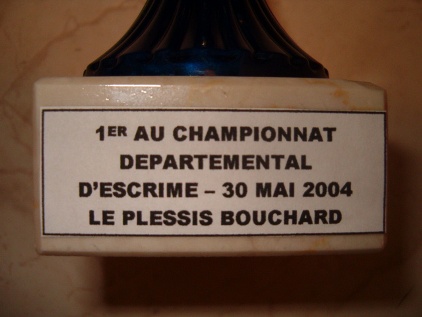 1ER AU CHAMPIONNAT
DEPARTEMENTAL
D'ESCRIME – 30 MAI 2004
LE PLESSIS BOUCHARD